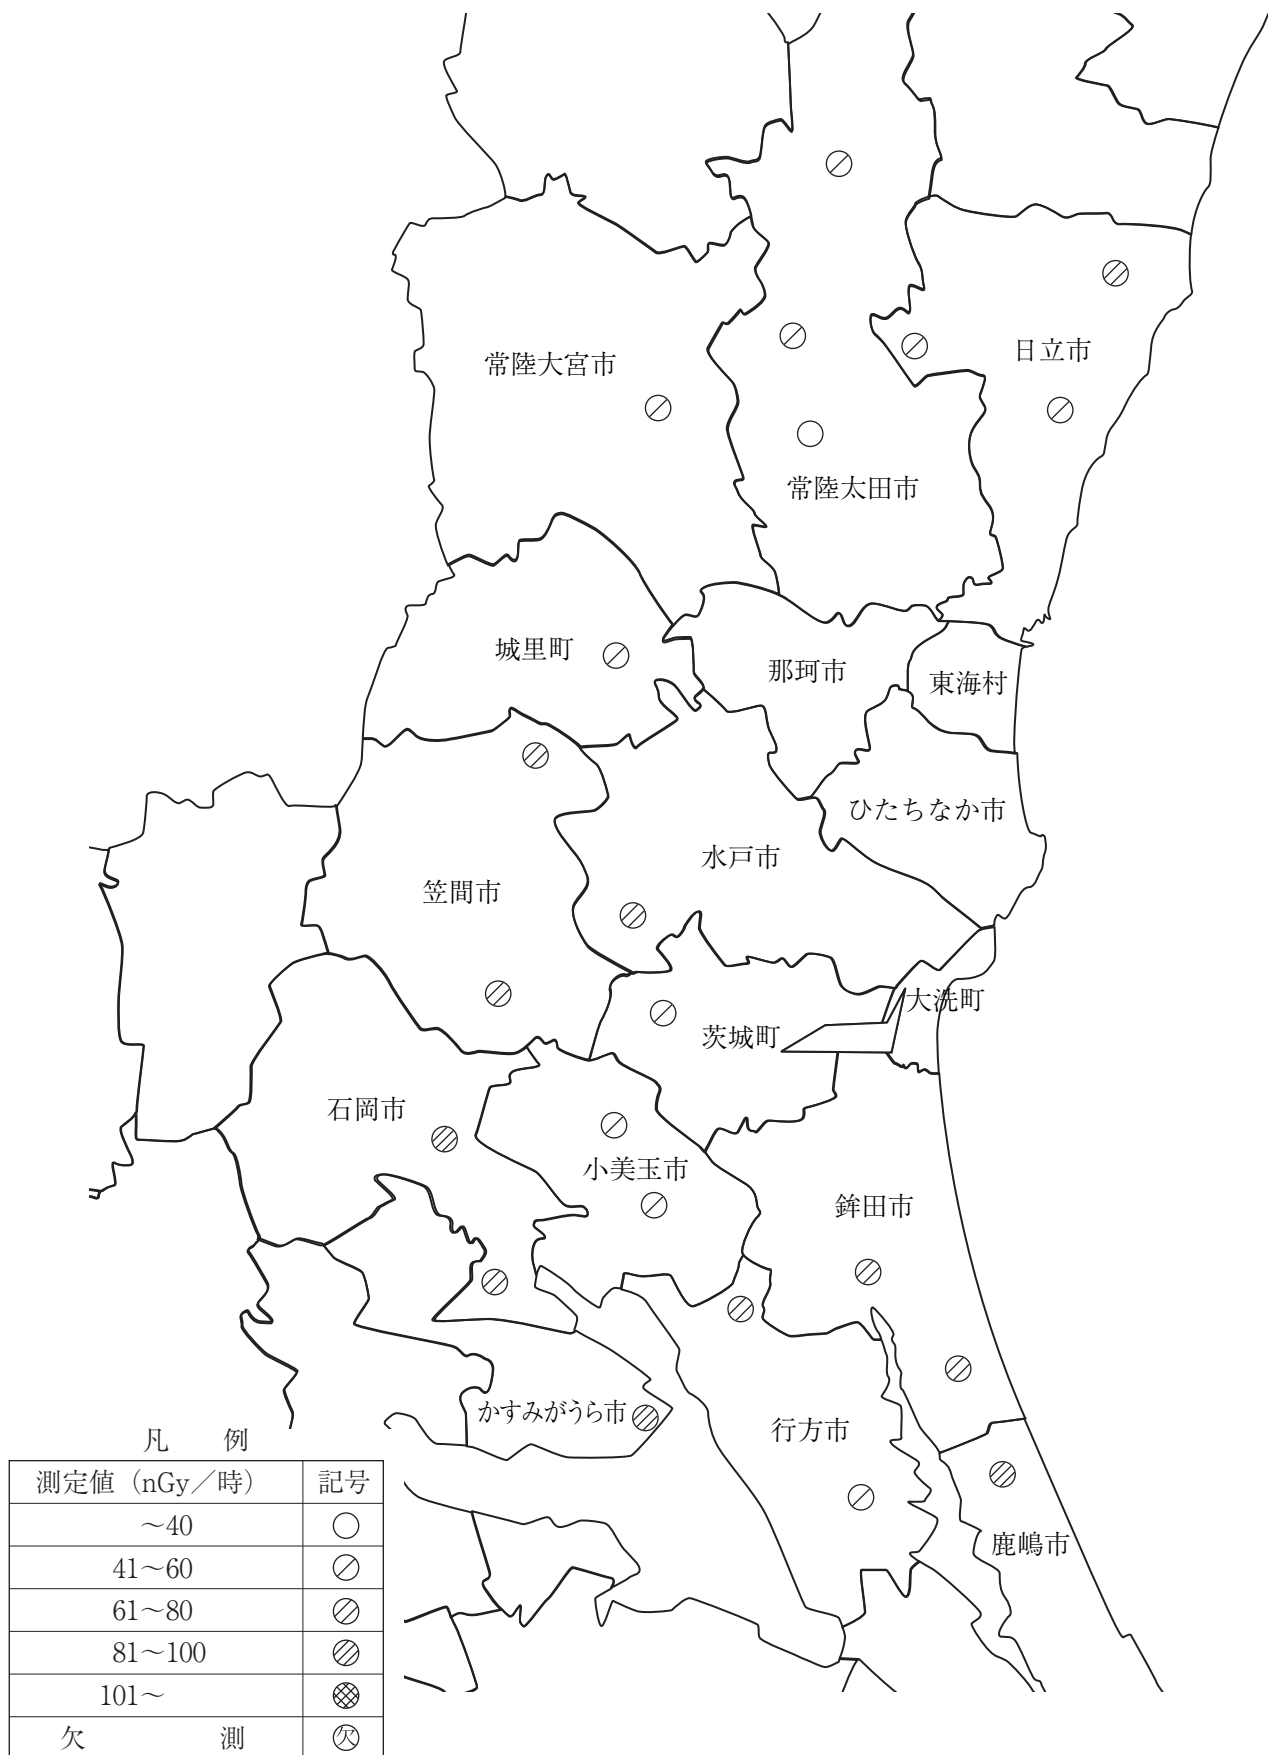 日立市
常陸大宮市
常陸太田市
城里町
那珂市
東海村
ひたちなか市
水戸市
笠間市
大洗町
茨城町
石岡市
小美玉市
鉾田市
かすみがうら市
行方市
鹿嶋市
凡 例
測定値（nGy／時） 記号
～40
41～60
61～80
81～100
101～
欠 測 欠